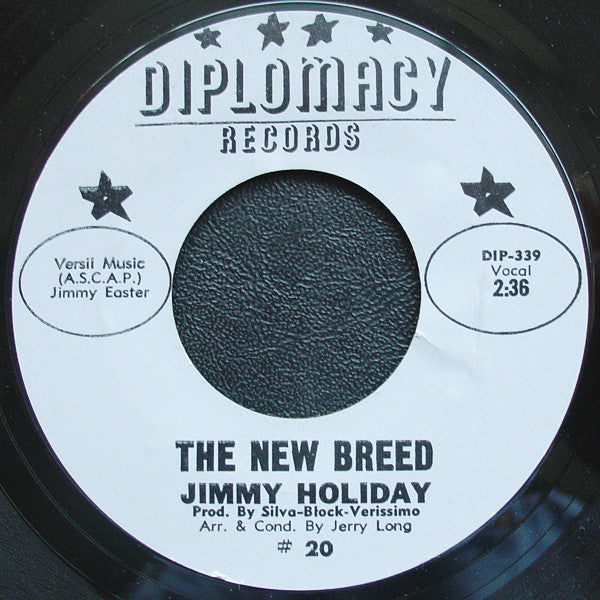 DIPLOMACY
RECORDS
Versil Music
(A.S.C.A.P.)
Jimmy Easter
DIP-339
Vocal
2:36
THE NEW BREED
JIMMY HOLIDAY
Prod. By Silva-Block-Verissimo
Arr. & Cond. By Jerry Long
# 20